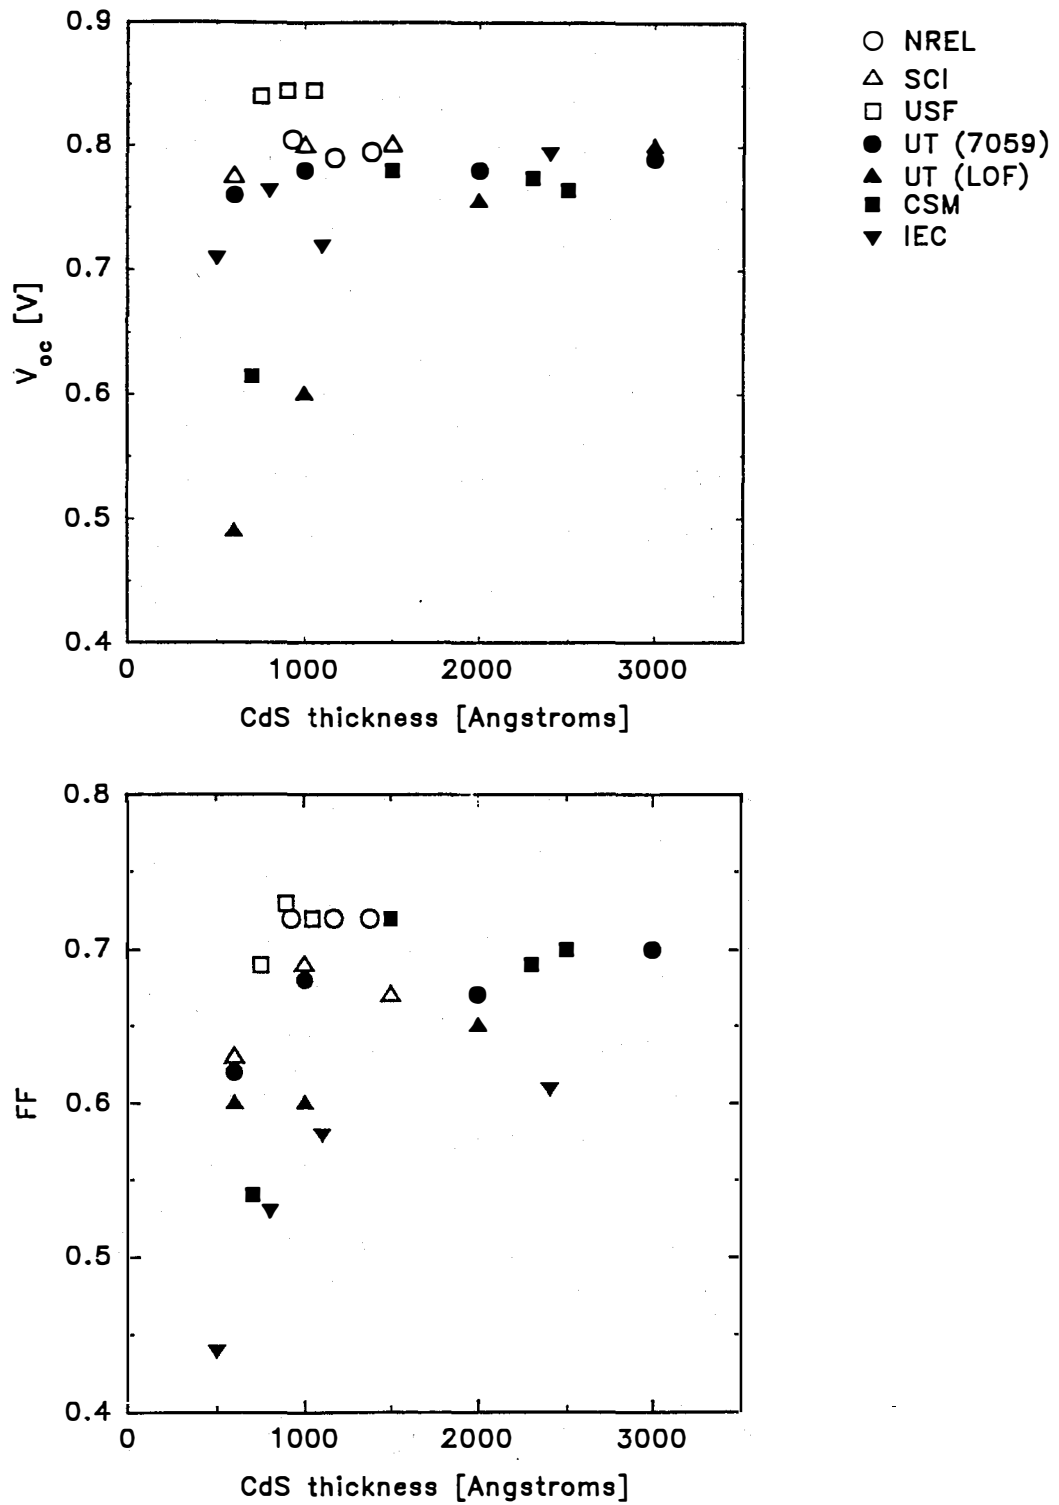 0.9
0.8
0.7
0.6
0.5
0.4
Voc [V]
0
1000
2000
3000
CdS thickness [Angstroms]
NREL
SCI
USF
UT (7059)
UT (LOF)
CSM
IEC
0.8
0.7
0.6
0.5
0.4
FF
0
1000
2000
3000
CdS thickness [Angstroms]